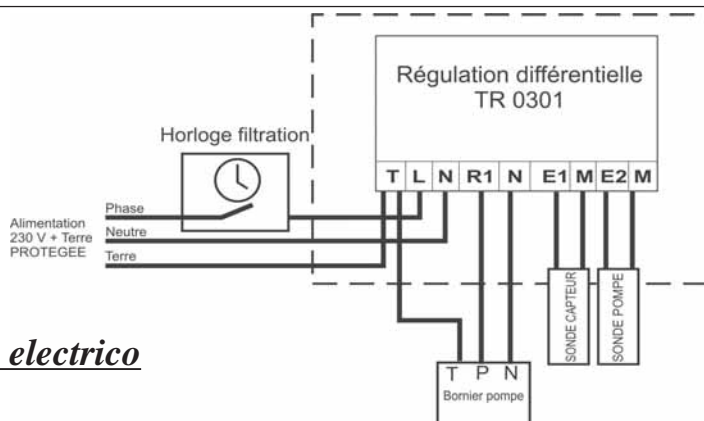 Régulation différentielle
TR 0301
Horloge filtration
T L N R1 N E1 M E2 M
Phase
Alimentation
230 V + Terre
PROTEGEE
Neutre
Terre
SONDE CAPTEUR
SONDE POMPE
electrico
T P N
Bornier pompe